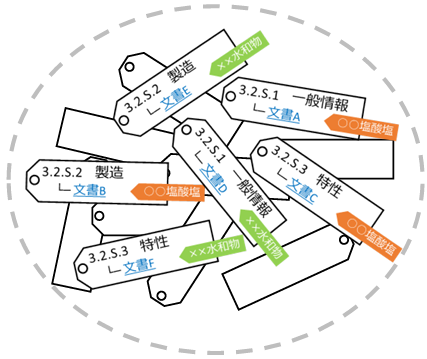 3.2.S.2 製造
文書E
××水和物
3.2.S.1 一般情報
文書A
○○塩酸塩
3.2.S.1 一般情報
文書D
××水和物
3.2.S.3 特性
文書C
○○塩酸塩
3.2.S.2 製造
文書B
○○塩酸塩
3.2.S.3 特性
文書F
××水和物